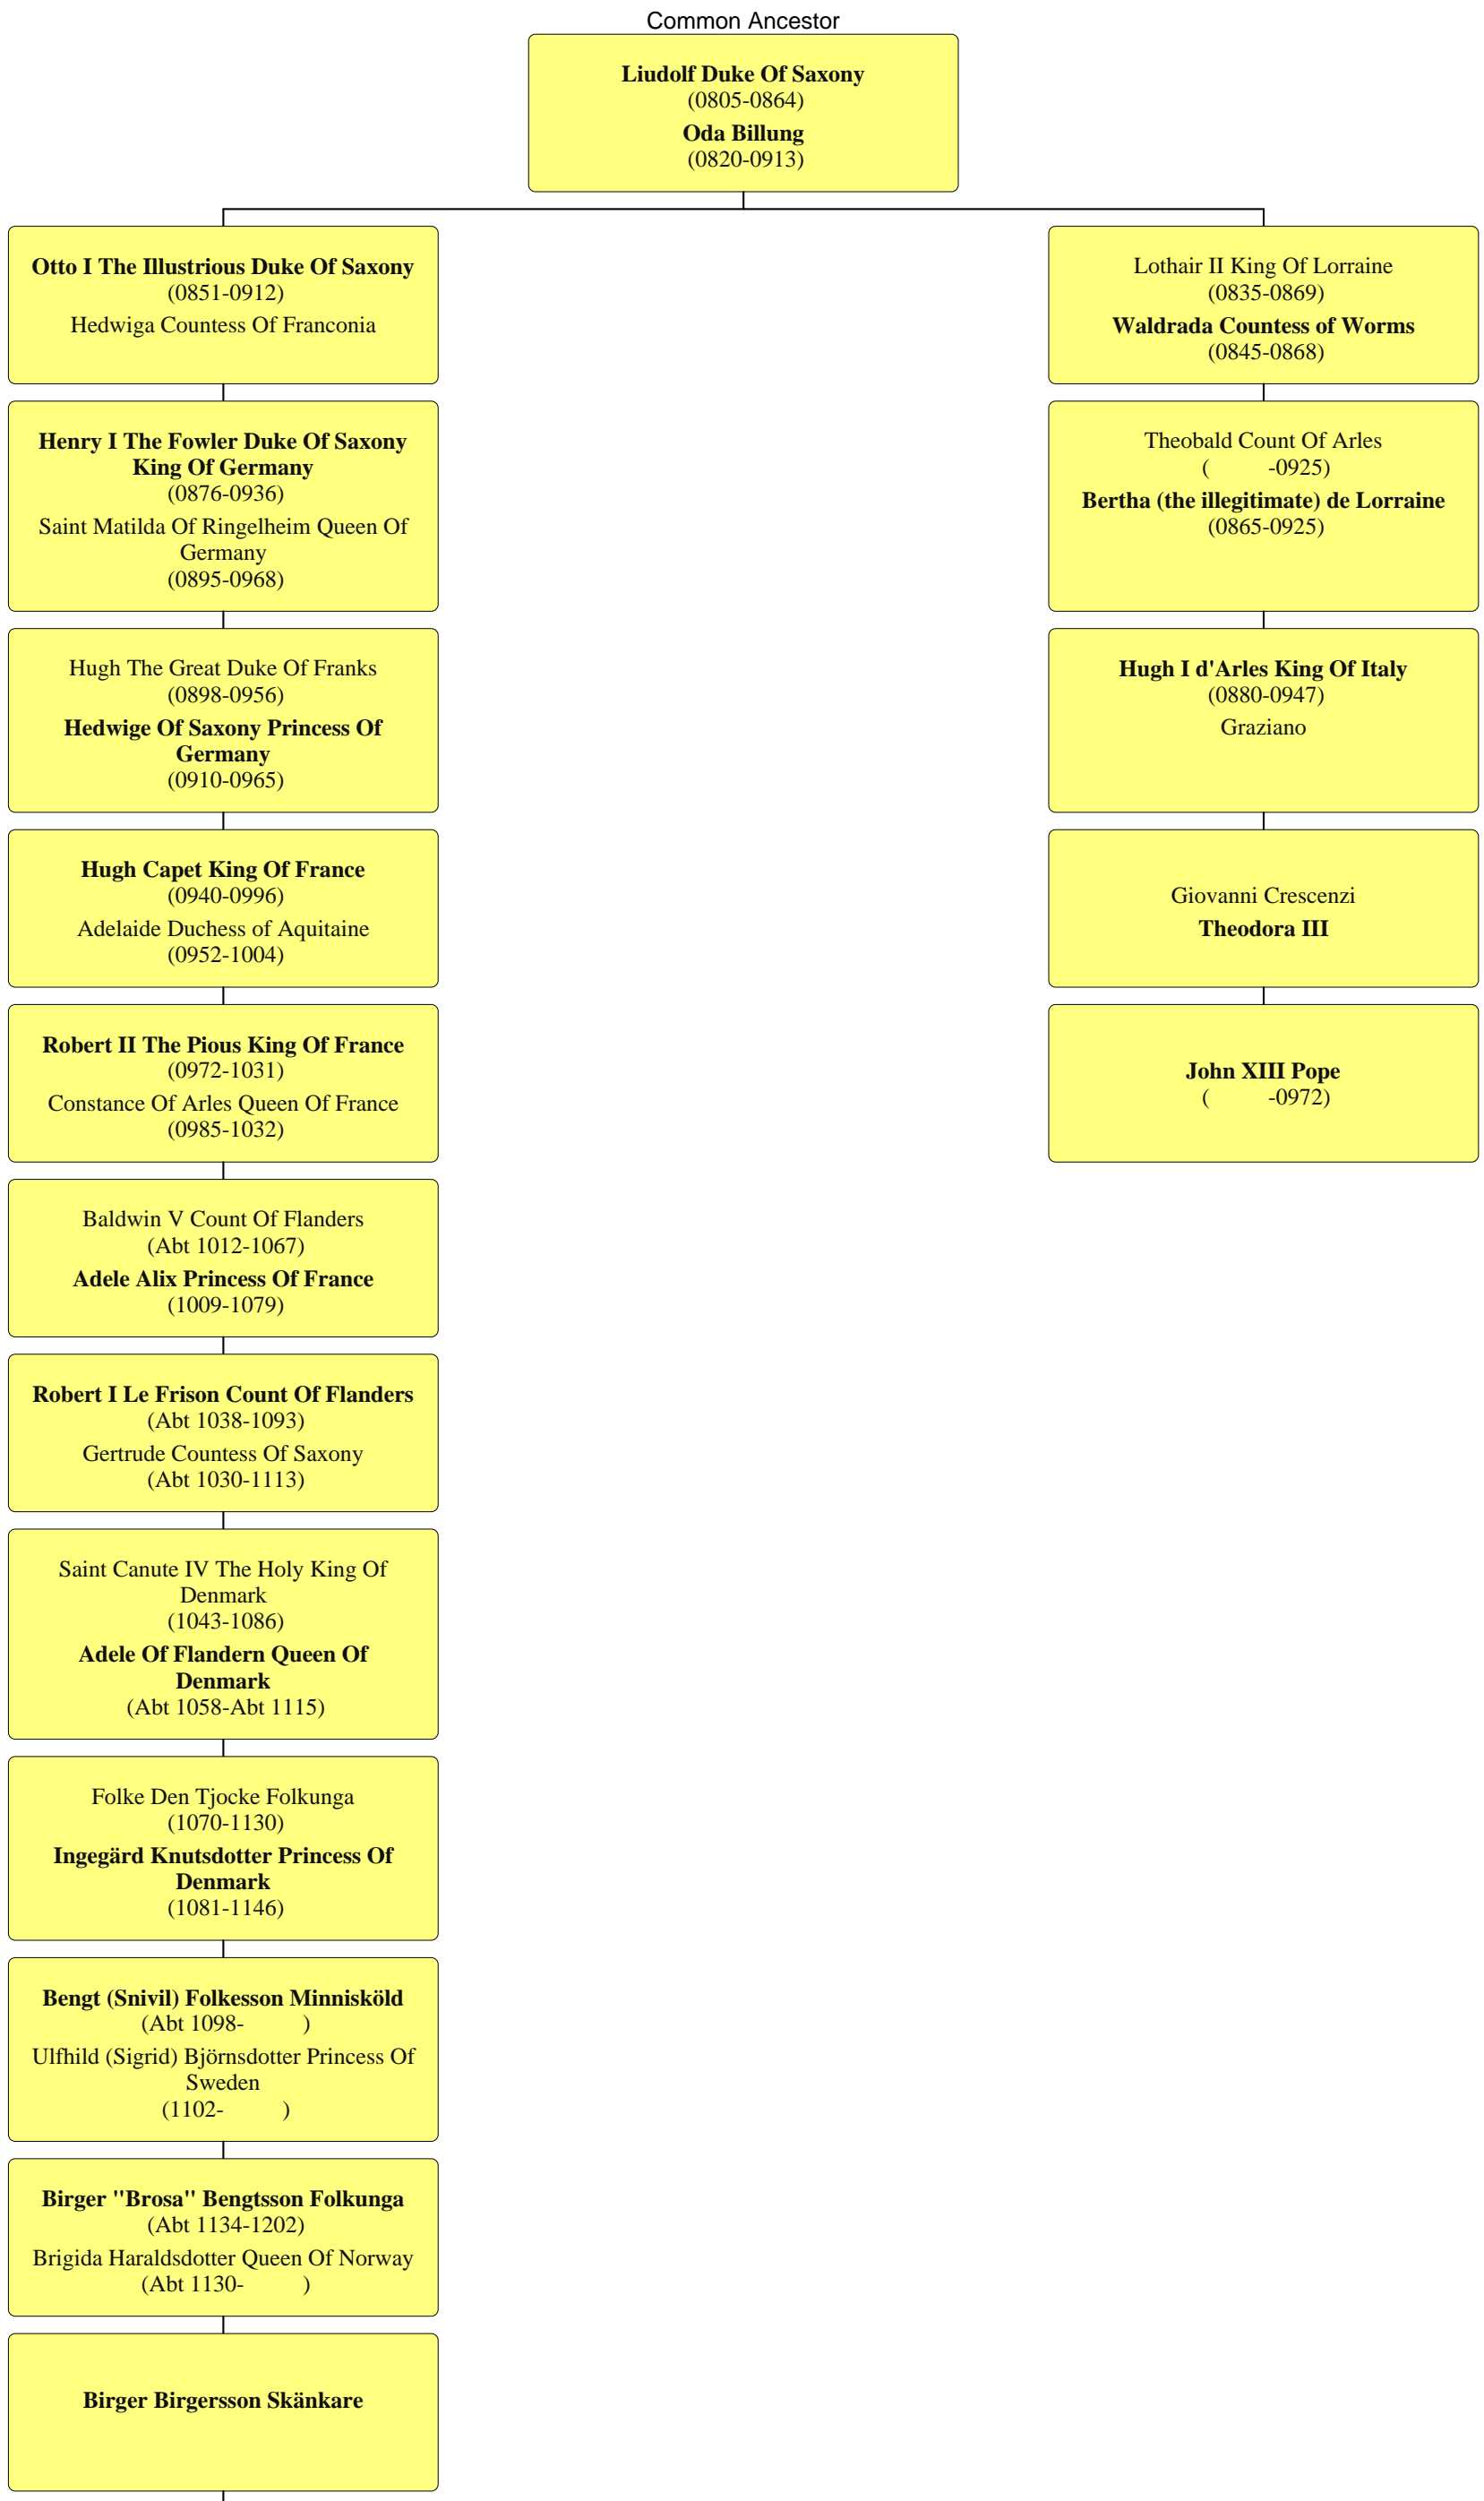 Common Ancestor
Liudolf Duke Of Saxony
(0805-0864)
Oda Billung
(0820-0913)
Otto I The Illustrious Duke Of Saxony
(0851-0912)
Hedwiga Countess Of Franconia
Lothair II King Of Lorraine
(0835-0869)
Waldrada Countess of Worms
(0845-0868)
Henry I The Fowler Duke Of Saxony
King Of Germany
(0876-0936)
Saint Matilda Of Ringelheim Queen Of
Germany
(0895-0968)
Theobald Count Of Arles
( -0925)
Bertha (the illegitimate) de Lorraine
(0865-0925)
Hugh The Great Duke Of Franks
(0898-0956)
Hedwige Of Saxony Princess Of
Germany
(0910-0965)
Hugh I d'Arles King Of Italy
(0880-0947)
Graziano
Hugh Capet King Of France
(0940-0996)
Adelaide Duchess of Aquitaine
(0952-1004)
Giovanni Crescenzi
Theodora III
Robert II The Pious King Of France
(0972-1031)
Constance Of Arles Queen Of France
(0985-1032)
John XIII Pope
( -0972)
Baldwin V Count Of Flanders
(Abt 1012-1067)
Adele Alix Princess Of France
(1009-1079)
Robert I Le Frison Count Of Flanders
(Abt 1038-1093)
Gertrude Countess Of Saxony
(Abt 1030-1113)
Saint Canute IV The Holy King Of
Denmark
(1043-1086)
Adele Of Flandern Queen Of
Denmark
(Abt 1058-Abt 1115)
Folke Den Tjocke Folkunga
(1070-1130)
Ingegärd Knutsdotter Princess Of
Denmark
(1081-1146)
Bengt (Snivil) Folkesson Minnisköld
(Abt 1098- )
Ulfhild (Sigrid) Björnsdotter Princess Of
Sweden
(1102- )
Birger "Brosa" Bengtsson Folkunga
(Abt 1134-1202)
Brigida Haraldsdotter Queen Of Norway
(Abt 1130- )
Birger Birgersson Skänkare